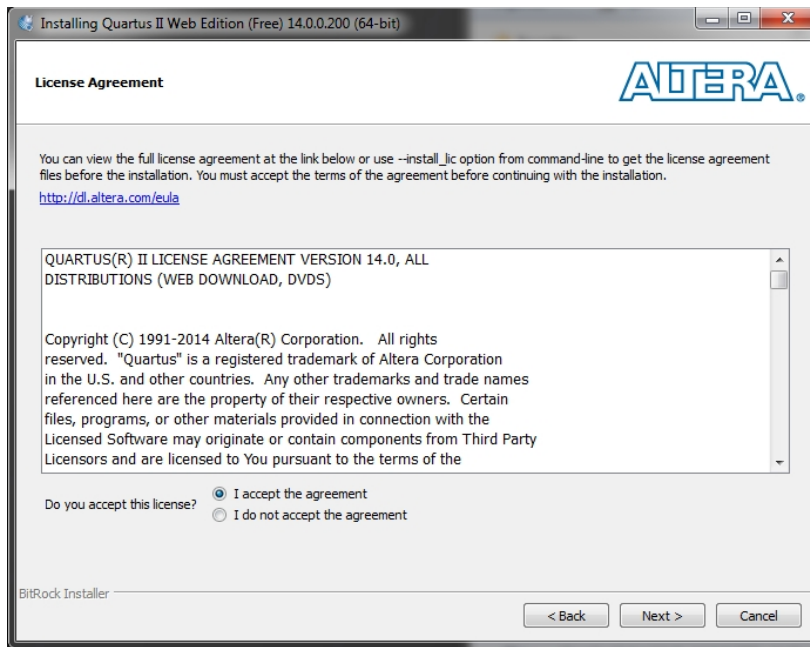 Installing Quartus II Web Edition (Free) 14.0.0.200 (64-bit)
License Agreement
ALTERA®
You can view the full license agreement at the link below or use --install_lic option from command-line to get the license agreement
files before the installation. You must accept the terms of the agreement before continuing with the installation.
http://dl.altera.com/eula
QUARTUS(R) II LICENSE AGREEMENT VERSION 14.0, ALL
DISTRIBUTIONS (WEB DOWNLOAD, DVDS)
Copyright (C) 1991-2014 Altera(R) Corporation.   All rights
reserved.  "Quartus" is a registered trademark of Altera Corporation
in the U.S. and other countries.  Any other trademarks and trade names
referenced here are the property of their respective owners.  Certain
files, programs, or other materials provided in connection with the
Licensed Software may originate or contain components from Third Party
Licensors and are licensed to You pursuant to the terms of the
Do you accept this license?
I accept the agreement
I do not accept the agreement
BitRock Installer
< Back
Next >
Cancel